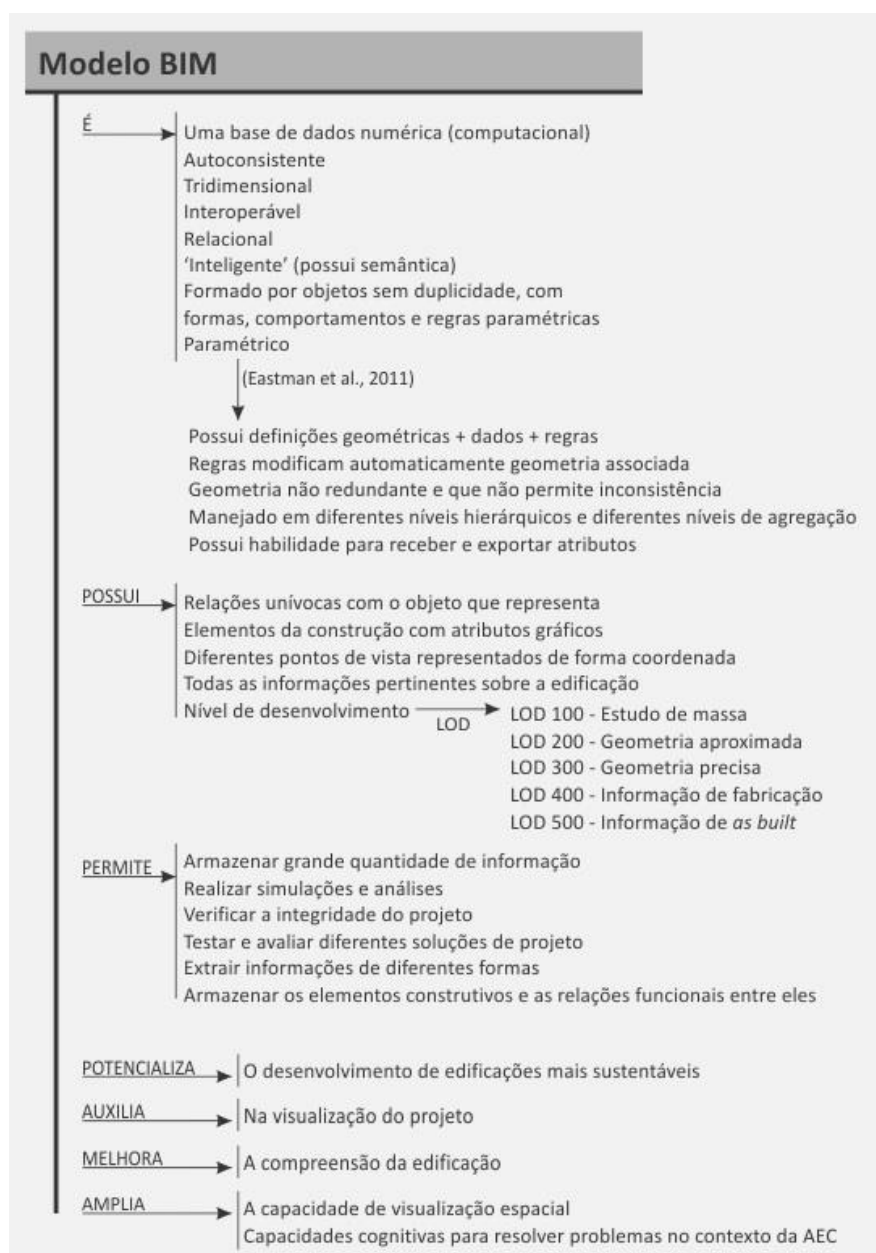 Modelo BIM
É
Uma base de dados numérica (computacional)
Autoconsistente
Tridimensional
Interoperável
Relacional
‘Inteligente’ (possui semântica)
Formado por objetos sem duplicidade, com
formas, comportamentos e regras paramétricas
Paramétrico
(Eastman et al., 2011)
Possui definições geométricas + dados + regras
Regras modificam automaticamente geometria associada
Geometria não redundante e que não permite inconsistência
Manejado em diferentes níveis hierárquicos e diferentes níveis de agregação
Possui habilidade para receber e exportar atributos
POSSUI
Relações unívocas com o objeto que representa
Elementos da construção com atributos gráficos
Diferentes pontos de vista representados de forma coordenada
Todas as informações pertinentes sobre a edificação
Nível de desenvolvimento
LOD
LOD 100 - Estudo de massa
LOD 200 - Geometria aproximada
LOD 300 - Geometria precisa
LOD 400 - Informação de fabricação
LOD 500 - Informação de as built
PERMITE
Armazenar grande quantidade de informação
Realizar simulações e análises
Verificar a integridade do projeto
Testar e avaliar diferentes soluções de projeto
Extrair informações de diferentes formas
Armazenar os elementos construtivos e as relações funcionais entre eles
POTENCIALIZA
O desenvolvimento de edificações mais sustentáveis
AUXILIA
Na visualização do projeto
MELHORA
A compreensão da edificação
AMPLIA
A capacidade de visualização espacial
Capacidades cognitivas para resolver problemas no contexto da AEC